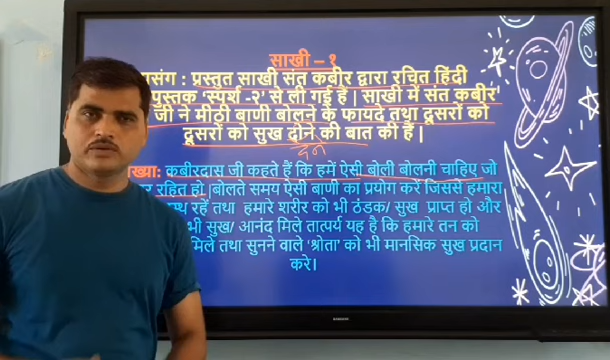 साखी – १
प्रस्तुत साखी संत कबीर द्वारा रचित हिंदी
पुस्तक 'स्पर्श -२' से ली गई है | साखी में संत कबीर
जी ने मीठी बाणी बोलने के फायदे तथा दूसरों को
दूसरों को सुख दोने की बात की हैं |
देने
कबीरदास जी कहते हैं कि हमें ऐसी बोली बोलनी चाहिए जो
रहित हो बोलते समय ऐसी बाणी का प्रयोग करें जिससे हमारा
रहें तथा हमारे शरीर को भी ठंडक/ सुख प्राप्त हो और
भी सुख/ आनंद मिले तात्पर्य यह है कि हमारे तन को
मिले तथा सुनने वाले 'श्रोता' को भी मानसिक सुख प्रदान
करे।